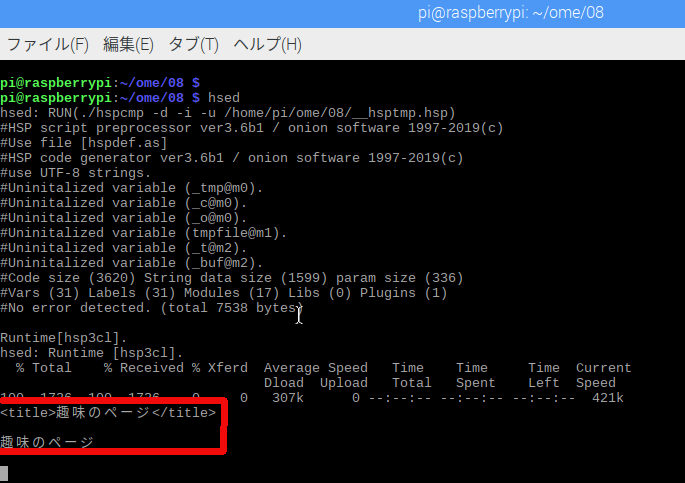 pi@raspberrypi: ~/ome/08
ファイル(F) 編集(E) タブ(T) ヘルプ(H)
pi@raspberrypi:~/ome/08 $
pi@raspberrypi:~/ome/08 $ hsed
hsed: RUN(./hspcmp -d -i -u /home/pi/ome/08/__hsptmp.hsp)
#HSP script preprocessor ver3.6b1 / onion software 1997-2019(c)
#Use file [hspdef.as]
#HSP code generator ver3.6b1 / onion software 1997-2019(c)
#use UTF-8 strings.
#Uninitalized variable (_tmp@m0).
#Uninitalized variable (_c@m0).
#Uninitalized variable (_o@m0).
#Uninitalized variable (tmpfile@m1).
#Uninitalized variable (_t@m2).
#Uninitalized variable (_buf@m2).
#Code size (3620) String data size (1599) param size (336)
#Vars (31) Labels (31) Modules (17) Libs (0) Plugins (1)
#No error detected. (total 7538 bytes)
Runtime[hsp3cl].
hsed: Runtime [hsp3cl].
% Total % Received % Xferd Average Speed Time Time Time Current
Dload Upload Total Spent Left Speed
100 1736 100 1736 0 0 307k 0 --:--:-- --:--:-- --:--:-- 421k
<title>趣味のページ</title>
趣味のページ